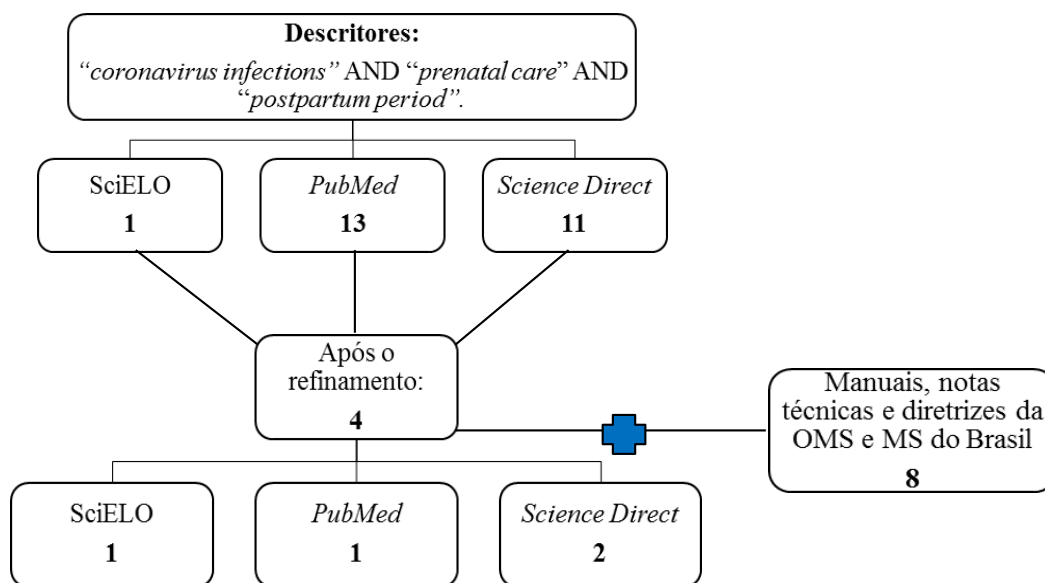 Descritores:
“coronavirus infections” AND “prenatal care” AND
“postpartum period”.
SciELO
1
PubMed
13
Science Direct
11
Após o
refinamento:
4
Manuais, notas
técnicas e diretrizes da
OMS e MS do Brasil
8
SciELO
1
PubMed
1
Science Direct
2